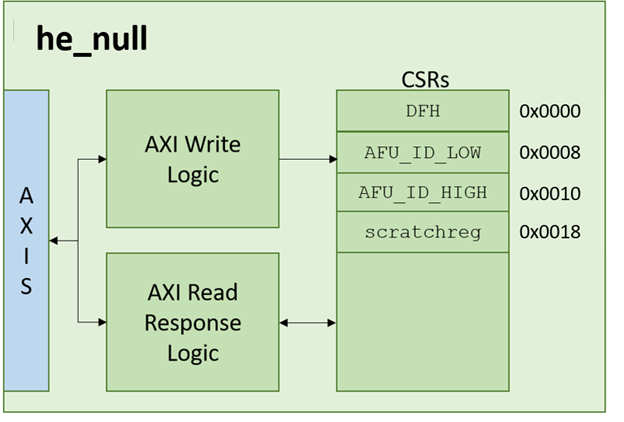 he_null
CSRs
DFH 0x0000
AXI Write
Logic
AFU_ID_LOW 0x0008
AFU_ID_HIGH 0x0010
scratchreg 0x0018
A
X
I
S
AXI Read
Response
Logic